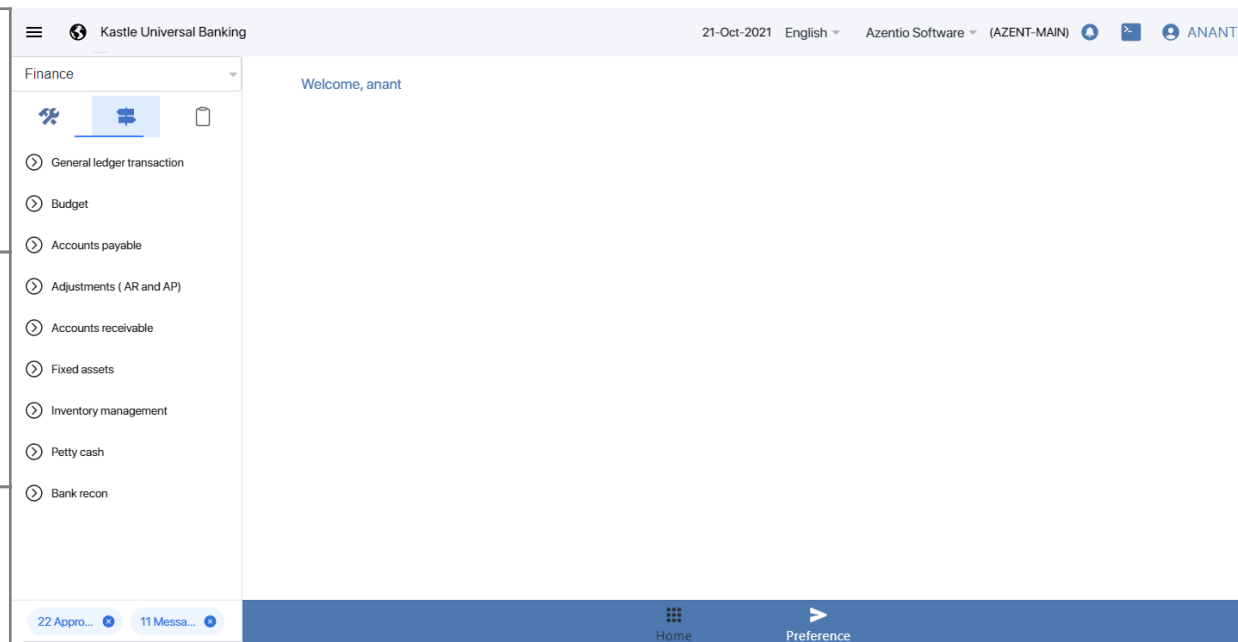 Kastle Universal Banking 21-Oct-2021 English Azentio Software (AZENT-MAIN) >_ ANANT
Finance
Welcome, anant
General ledger transaction
Budget
Accounts payable
Adjustments ( AR and AP)
Accounts receivable
Fixed assets
Inventory management
Petty cash
Bank recon
22 Appro... 11 Messa...
Home Preference